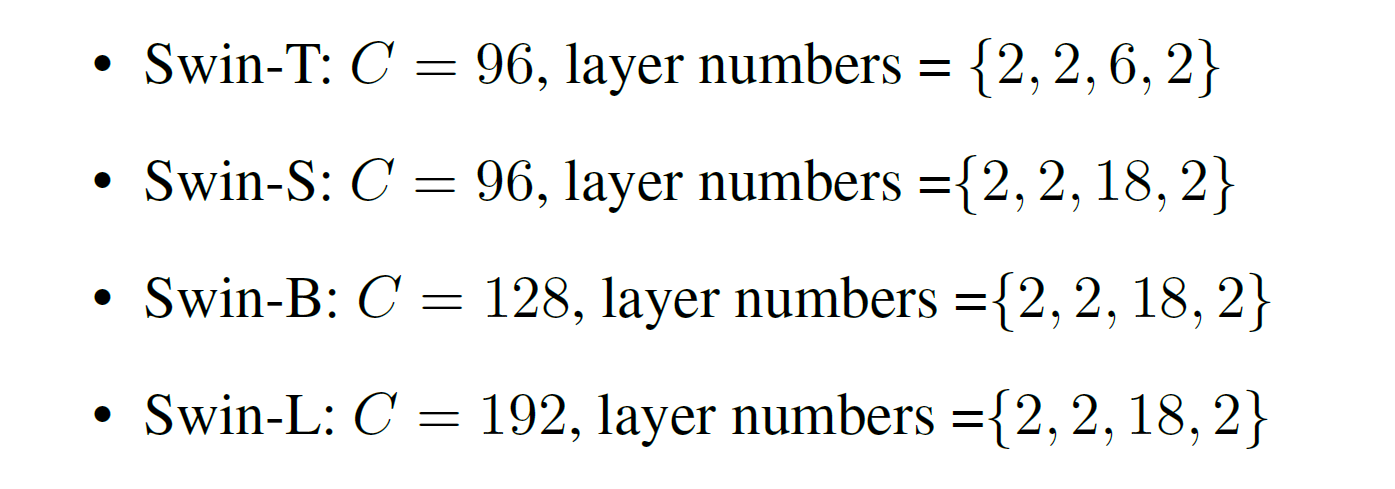 • Swin-T: C = 96, layer numbers = {2, 2, 6, 2}
• Swin-S: C = 96, layer numbers ={2, 2, 18, 2}
• Swin-B: C = 128, layer numbers ={2, 2, 18, 2}
• Swin-L: C = 192, layer numbers ={2, 2, 18, 2}